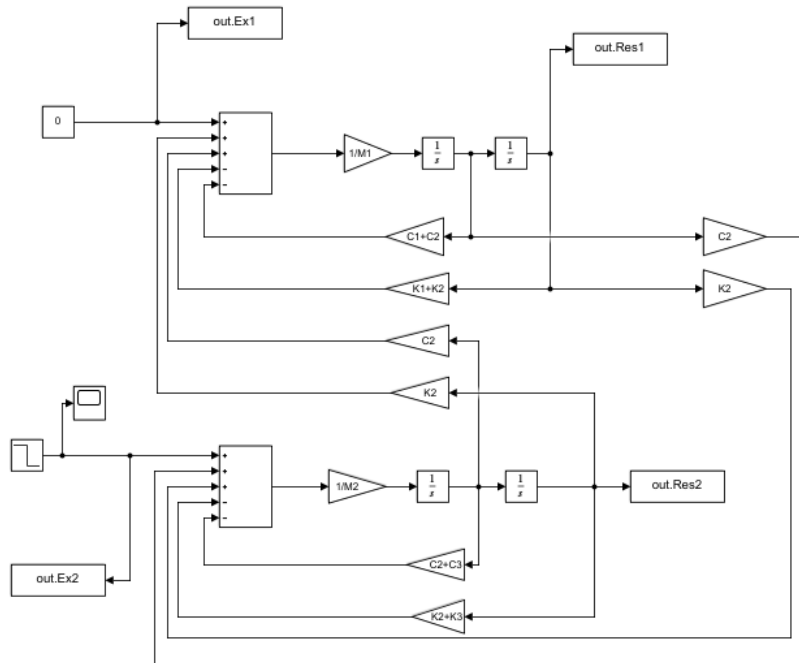 out.Ex1
out.Res1
0
+
+
+
−
−
1/M1
1
s
1
s
C1+C2
C2
K1+K2
K2
C2
K2
+
+
+
−
−
1/M2
1
s
1
s
out.Res2
C2+C3
out.Ex2
K2+K3